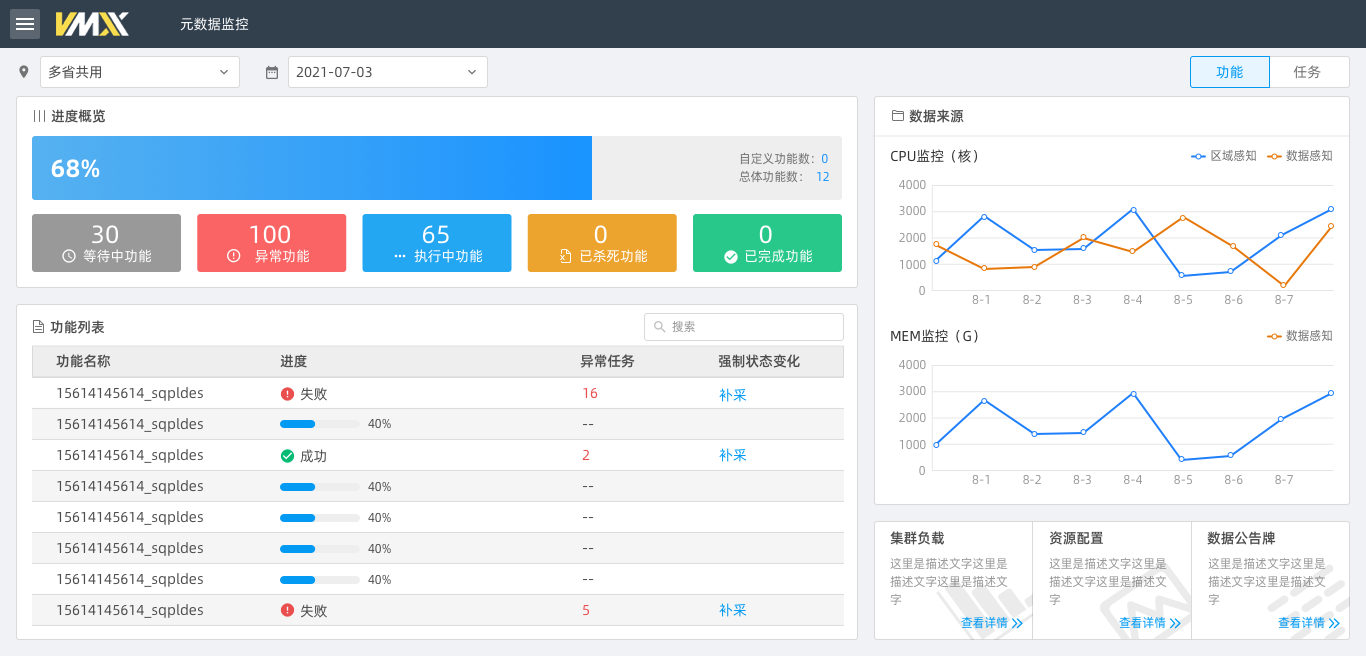 VMX
元数据监控
多省共用
2021-07-03
功能
任务
进度概览
68%
自定义功能数: 0
总体功能数: 12
30
等待中功能
100
异常功能
65
执行中功能
0
已杀死功能
0
已完成功能
功能列表
搜索
功能名称 进度 异常任务 强制状态变化
15614145614_sqpldes 失败 16 补采
15614145614_sqpldes 40% --
15614145614_sqpldes 成功 2 补采
15614145614_sqpldes 40% --
15614145614_sqpldes 40% --
15614145614_sqpldes 40% --
15614145614_sqpldes 40% --
15614145614_sqpldes 失败 5 补采
数据来源
CPU监控（核）
区域感知 数据感知
4000
3000
2000
1000
0
8-1 8-2 8-3 8-4 8-5 8-6 8-7
MEM监控（G）
数据感知
4000
3000
2000
1000
0
8-1 8-2 8-3 8-4 8-5 8-6 8-7
集群负载
这里是描述文字这里是
描述文字这里是描述文
字
查看详情
资源配置
这里是描述文字这里是
描述文字这里是描述文
字
查看详情
数据公告牌
这里是描述文字这里是
描述文字这里是描述文
字
查看详情